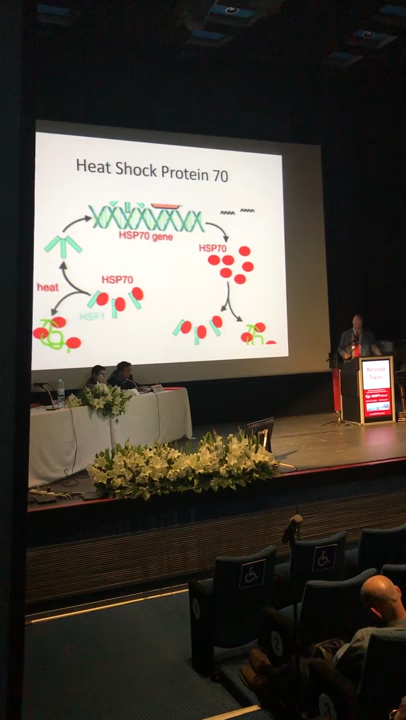 Heat Shock Protein 70
HSP70 gene
HSP70
heat
HSP70
HSF1